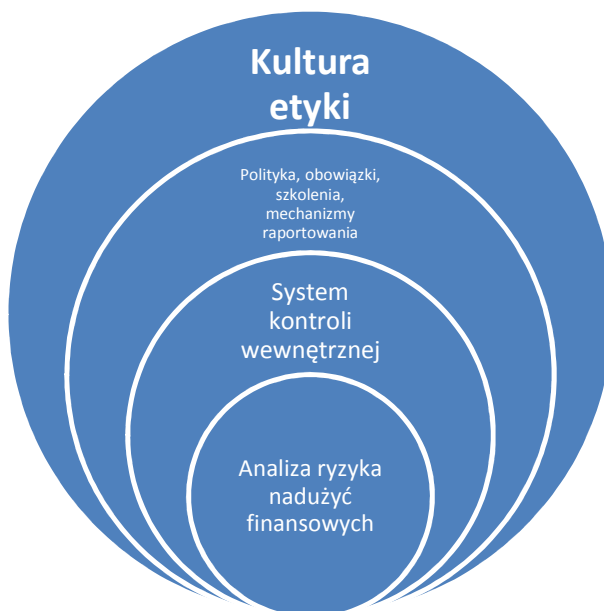 Kultura
etyki
Polityka, obowiązki,
szkolenia,
mechanizmy
raportowania
System
kontroli
wewnętrznej
Analiza ryzyka
nadużyć
finansowych